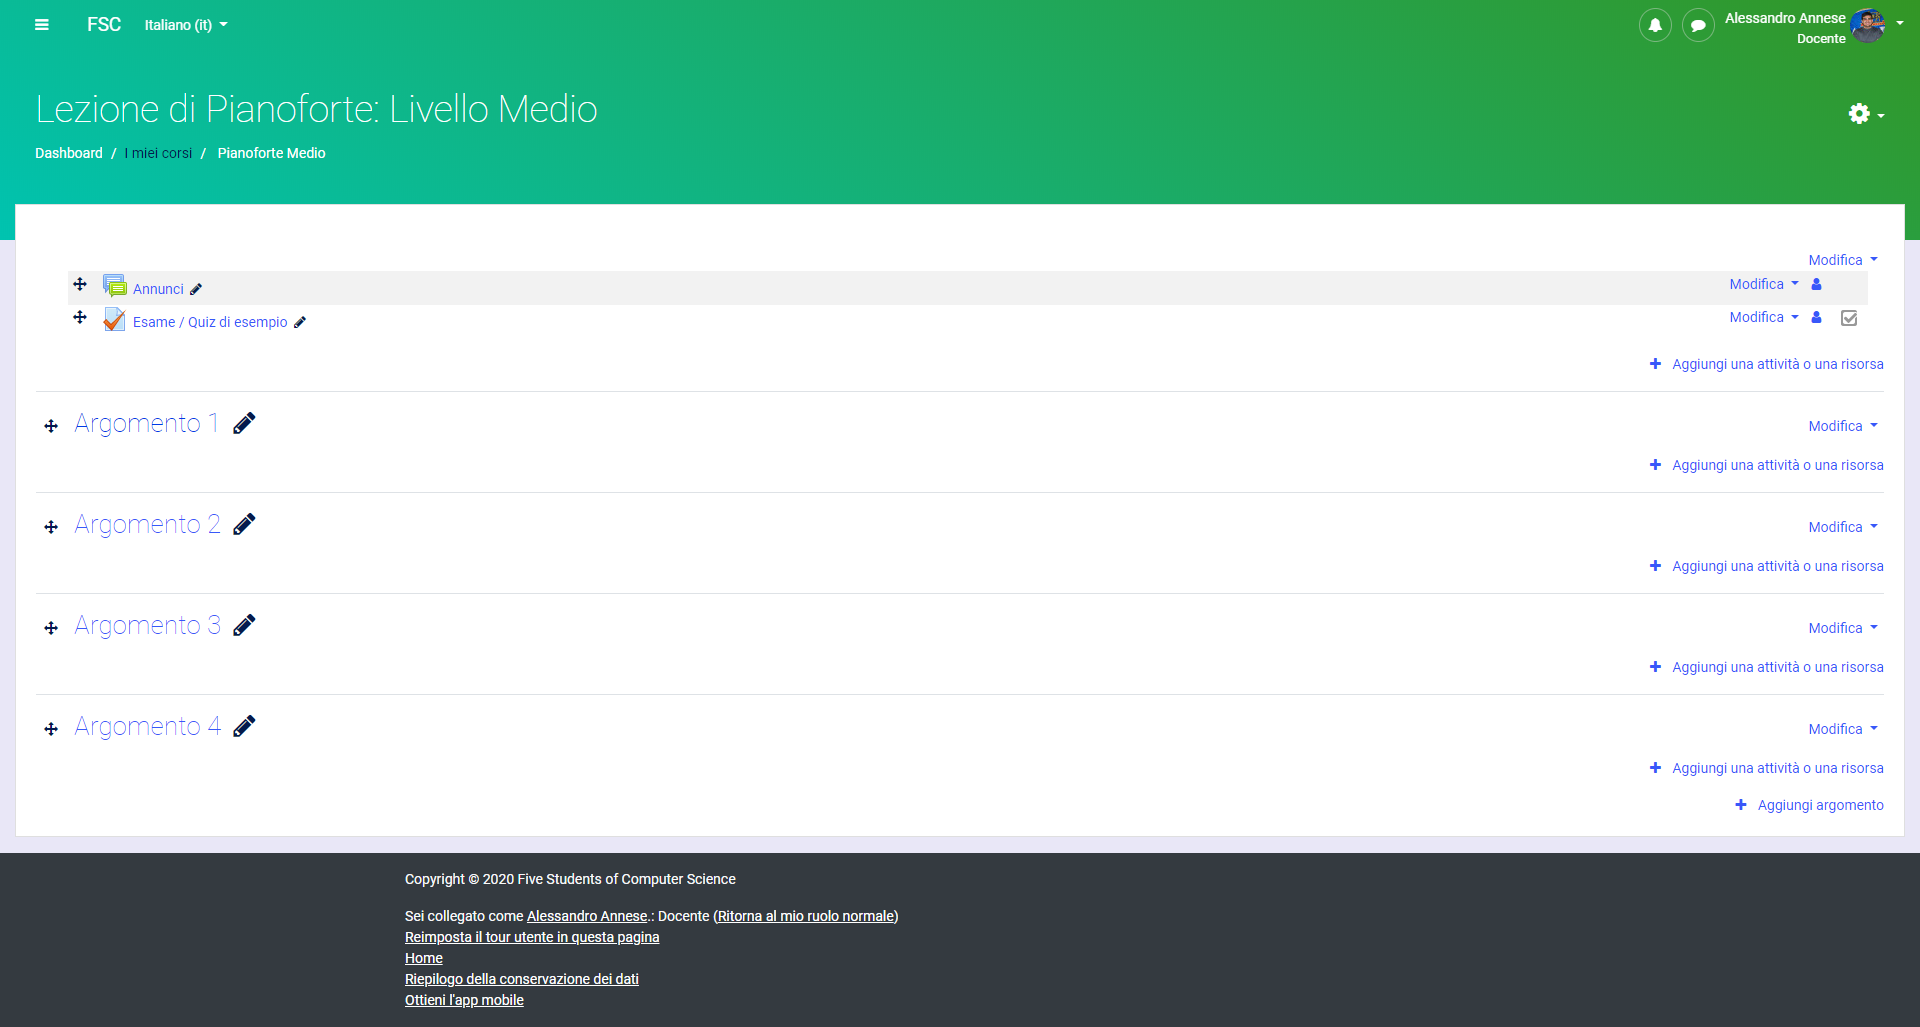 FSC Italiano (it) Alessandro Annese
Docente
Lezione di Pianoforte: Livello Medio
Dashboard / I miei corsi / Pianoforte Medio
Modifica
Annunci Modifica
Esame / Quiz di esempio Modifica
Aggiungi una attività o una risorsa
Argomento 1 Modifica
Aggiungi una attività o una risorsa
Argomento 2 Modifica
Aggiungi una attività o una risorsa
Argomento 3 Modifica
Aggiungi una attività o una risorsa
Argomento 4 Modifica
Aggiungi una attività o una risorsa
Aggiungi argomento
Copyright © 2020 Five Students of Computer Science
Sei collegato come Alessandro Annese.: Docente (Ritorna al mio ruolo normale)
Reimposta il tour utente in questa pagina
Home
Riepilogo della conservazione dei dati
Ottieni l'app mobile